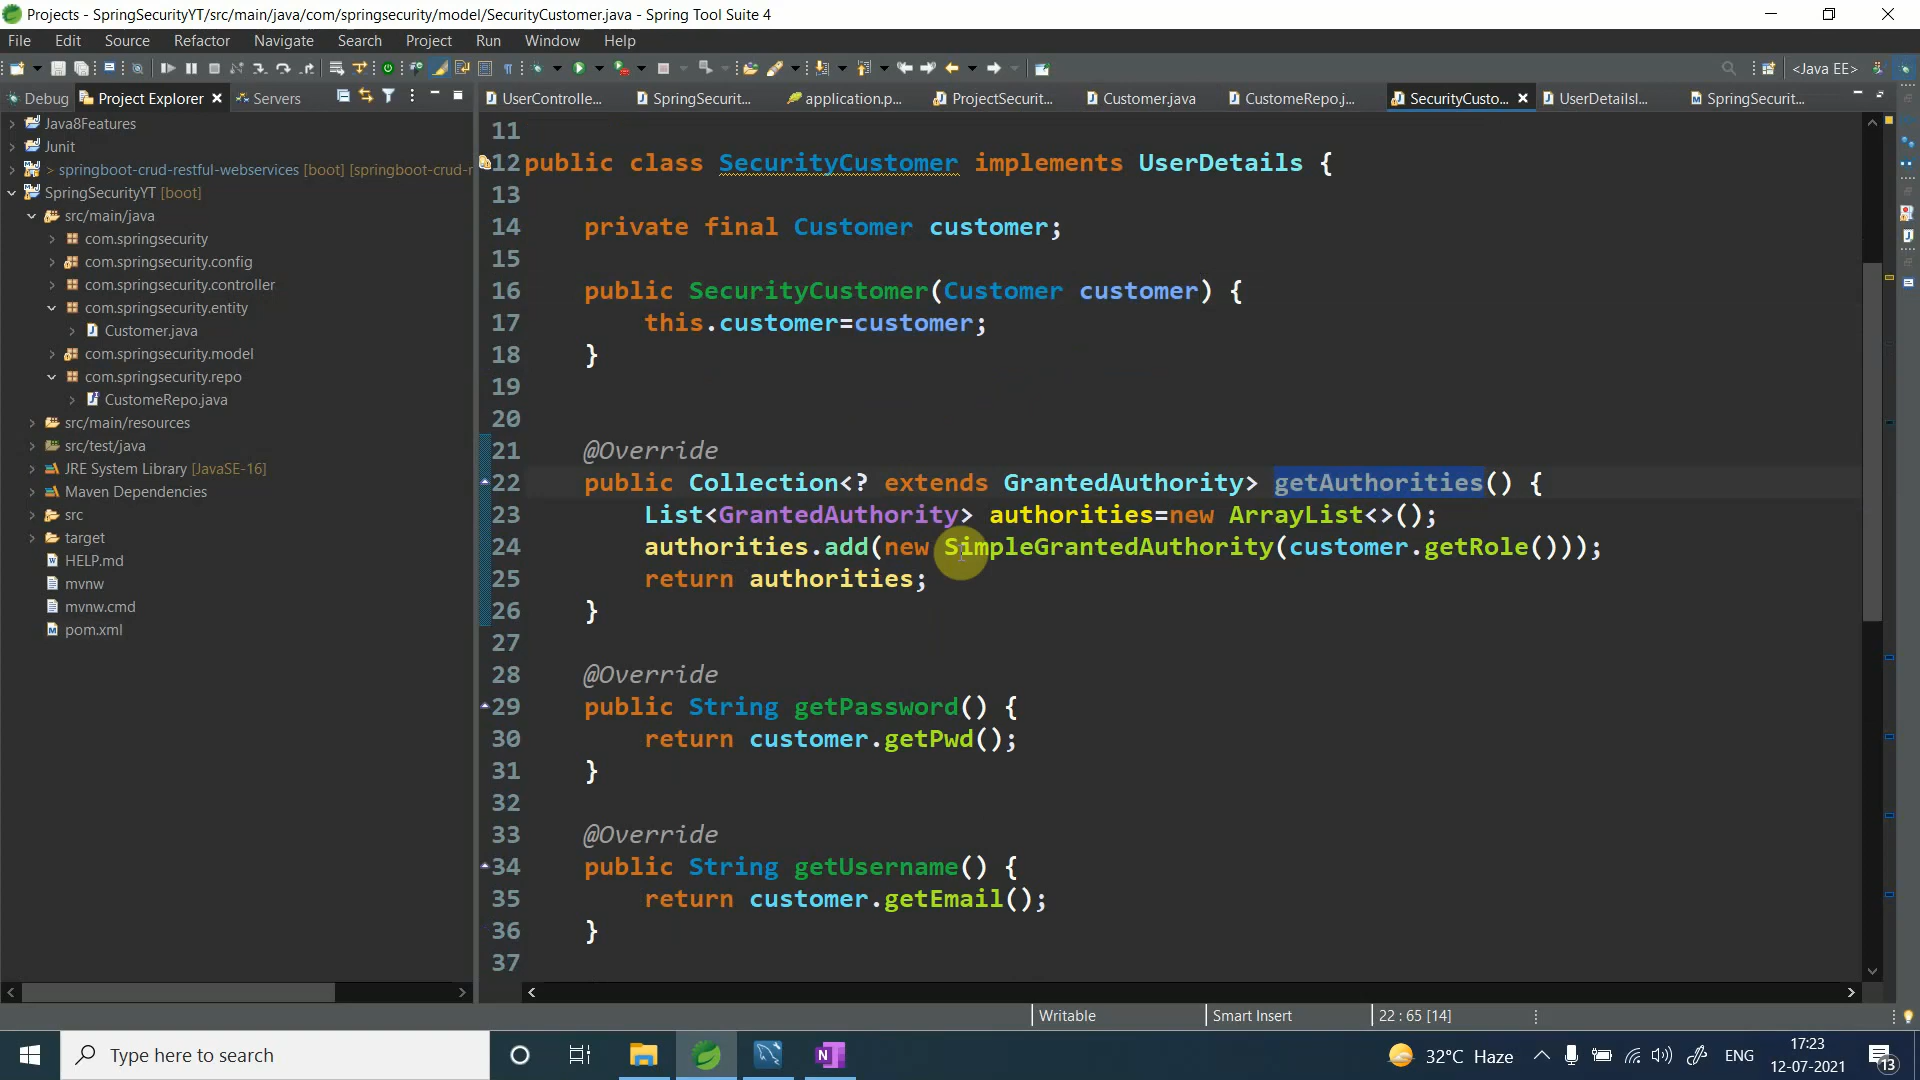 Projects - SpringSecurityYT/src/main/java/com/springsecurity/model/SecurityCustomer.java - Spring Tool Suite 4
File Edit Source Refactor Navigate Search Project Run Window Help
<Java EE>
Debug Project Explorer Servers
UserControlle... SpringSecurit... application.p... ProjectSecurit... Customer.java CustomeRepo.j... SecurityCusto... UserDetailsI... SpringSecurit...
Java8Features
Junit
> springboot-crud-restful-webservices [boot] [springboot-crud-r
SpringSecurityYT [boot]
src/main/java
com.springsecurity
com.springsecurity.config
com.springsecurity.controller
com.springsecurity.entity
Customer.java
com.springsecurity.model
com.springsecurity.repo
CustomeRepo.java
src/main/resources
src/test/java
JRE System Library [JavaSE-16]
Maven Dependencies
src
target
HELP.md
mvnw
mvnw.cmd
pom.xml
11
12 public class SecurityCustomer implements UserDetails {
13
14 private final Customer customer;
15
16 public SecurityCustomer(Customer customer) {
17 this.customer=customer;
18 }
19
20
21 @Override
22 public Collection<? extends GrantedAuthority> getAuthorities() {
23 List<GrantedAuthority> authorities=new ArrayList<>();
24 authorities.add(new SimpleGrantedAuthority(customer.getRole()));
25 return authorities;
26 }
27
28 @Override
29 public String getPassword() {
30 return customer.getPwd();
31 }
32
33 @Override
34 public String getUsername() {
35 return customer.getEmail();
36 }
37
Writable Smart Insert 22 : 65 [14]
Type here to search
N
32°C Haze
ENG
17:23
12-07-2021
13